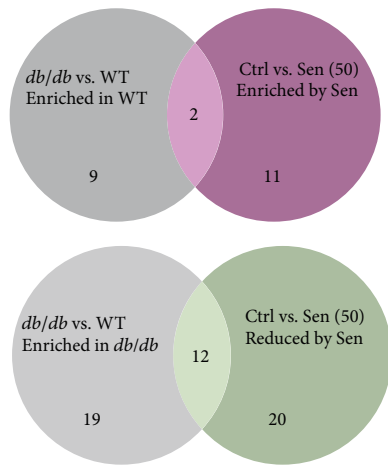 db/db vs. WT
Enriched in WT
Ctrl vs. Sen (50)
Enriched by Sen
2
9
11
db/db vs. WT
Enriched in db/db
Ctrl vs. Sen (50)
Reduced by Sen
12
19
20